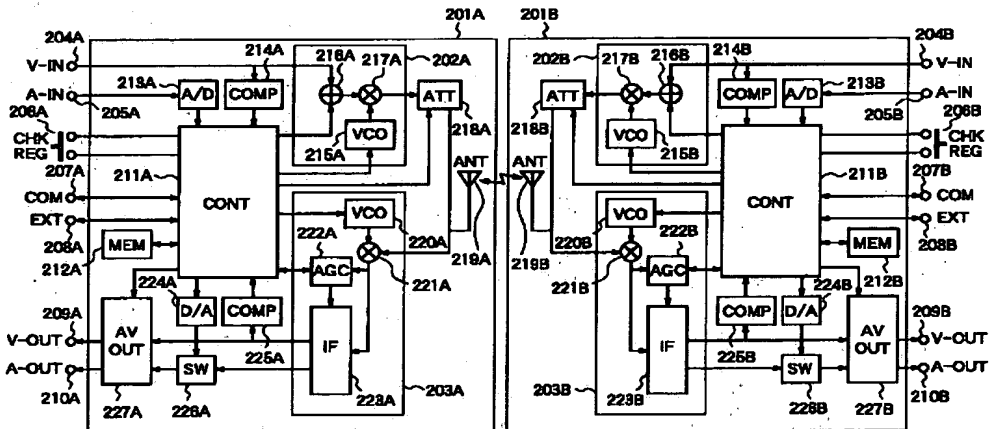 201A
201B
204A
214A
216A
217A
202A
202B
217B
216B
214B
204B
V-IN
V-IN
213A
A/D
COMP
ATT
ATT
COMP
A/D
213B
A-IN
A-IN
205A
218A
218B
205B
206A
206B
CHK
REG
VCO
215A
VCO
215B
CHK
REG
211A
ANT
ANT
211B
207A
207B
COM
COM
CONT
CONT
EXT
EXT
208A
208B
VCO
VCO
MEM
MEM
212A
212B
222A
220A
219A
219B
220B
222B
AGC
221A
221B
AGC
224A
D/A
COMP
COMP
D/A
224B
209A
209B
V-OUT
AV
OUT
IF
IF
AV
OUT
V-OUT
225A
225B
A-OUT
SW
SW
A-OUT
210A
227A
226A
223A
203A
203B
223B
226B
227B
210B